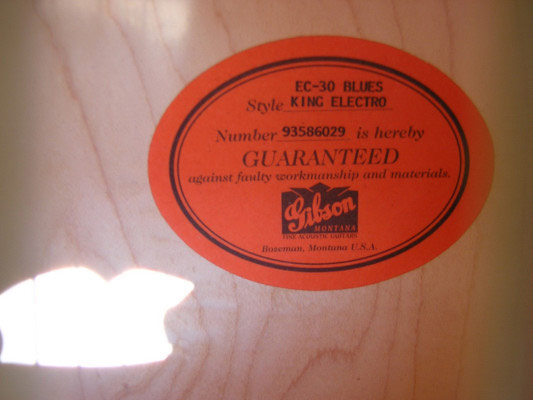 EC-30 BLUES
Style KING ELECTRO
Number 93586029 is hereby
GUARANTEED
against faulty workmanship and materials.
Gibson
MONTANA
FINE ACOUSTIC GUITARS
Bozeman, Montana U.S.A.